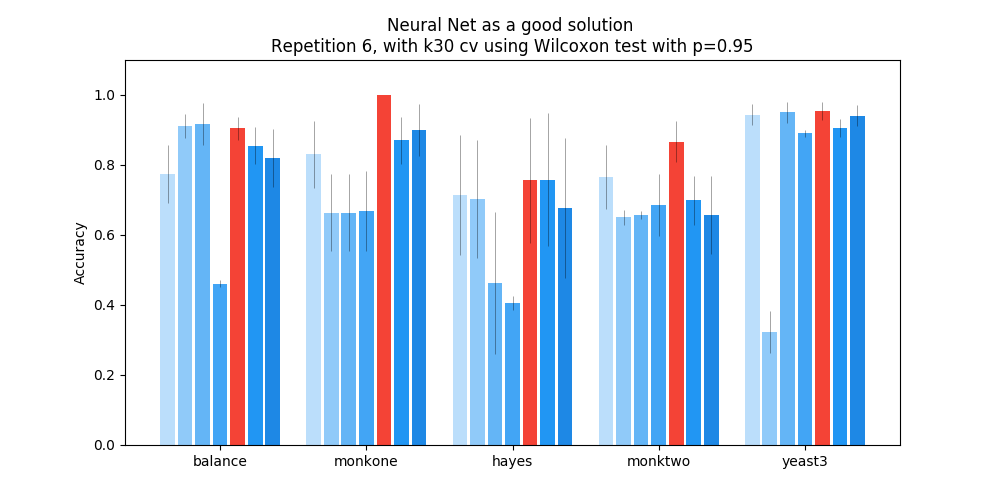 Neural Net as a good solution
Repetition 6, with k30 cv using Wilcoxon test with p=0.95
Accuracy
1.0
0.8
0.6
0.4
0.2
0.0
balance
monkone
hayes
monktwo
yeast3